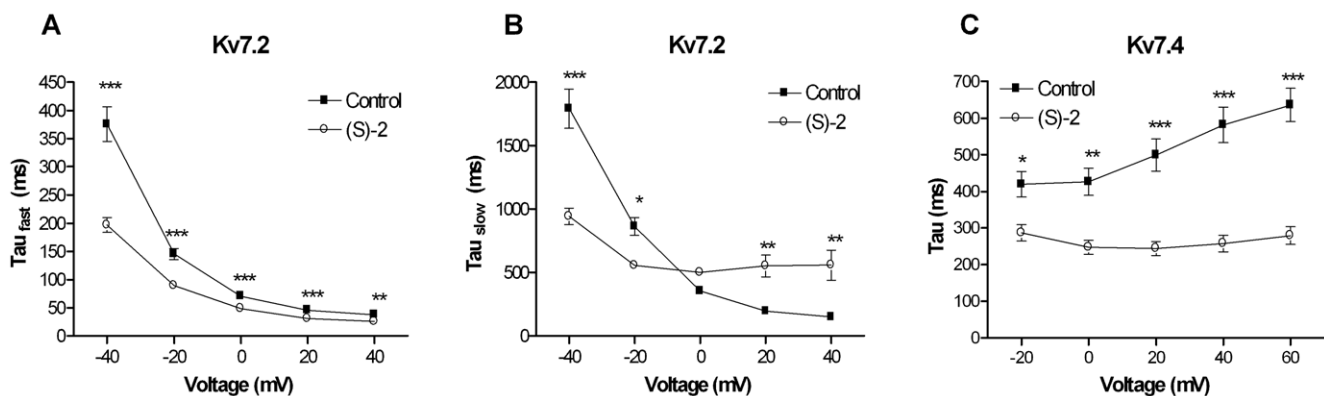 A
Kv7.2
450
400
350
300
250
200
150
100
50
0
Tau fast (ms)
-40
-20
0
20
40
Voltage (mV)
Control
(S)-2
***
***
***
***
**
B
Kv7.2
2000
1500
1000
500
0
Tau slow (ms)
-40
-20
0
20
40
Voltage (mV)
Control
(S)-2
***
*
**
**
C
Kv7.4
700
600
500
400
300
200
100
0
Tau (ms)
-20
0
20
40
60
Voltage (mV)
Control
(S)-2
*
**
***
***
***